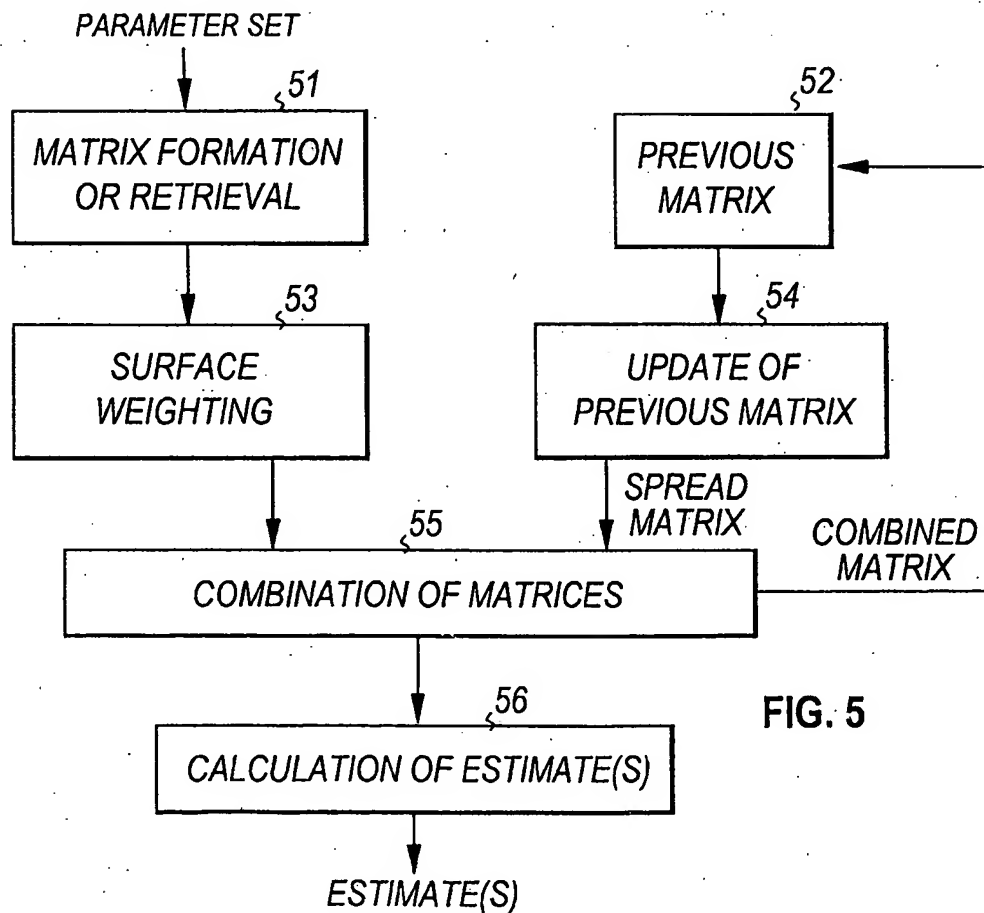 PARAMETER SET
51
MATRIX FORMATION
OR RETRIEVAL
52
PREVIOUS
MATRIX
53
SURFACE
WEIGHTING
54
UPDATE OF
PREVIOUS MATRIX
SPREAD
MATRIX
55
COMBINATION OF MATRICES
COMBINED
MATRIX
56
CALCULATION OF ESTIMATE(S)
FIG. 5
ESTIMATE(S)